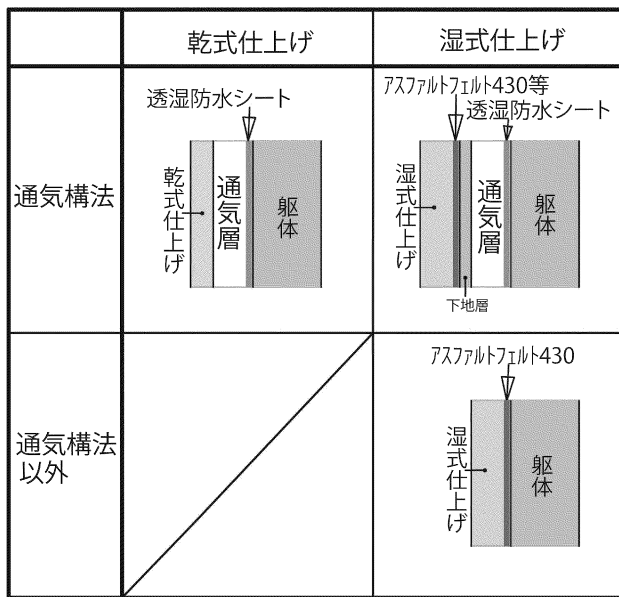 乾式仕上げ
湿式仕上げ
通気構法
透湿防水シート
乾式仕上げ
通気層
躯体
アスファルトフェルト430等
透湿防水シート
湿式仕上げ
通気層
躯体
下地層
通気構法
以外
アスファルトフェルト430
湿式仕上げ
躯体